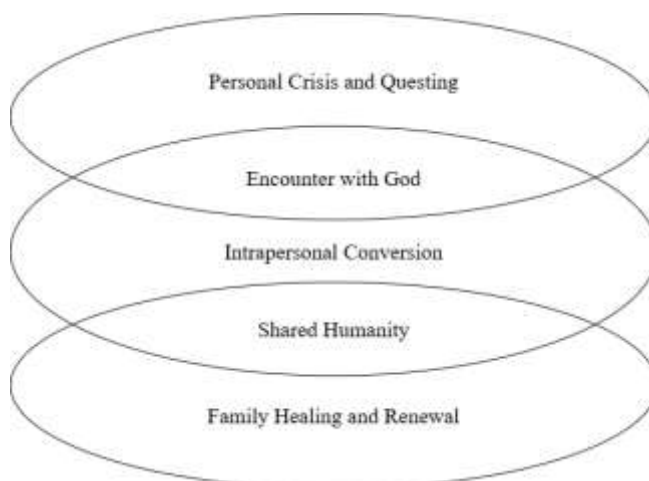 Personal Crisis and Questing
Encounter with God
Intrapersonal Conversion
Shared Humanity
Family Healing and Renewal